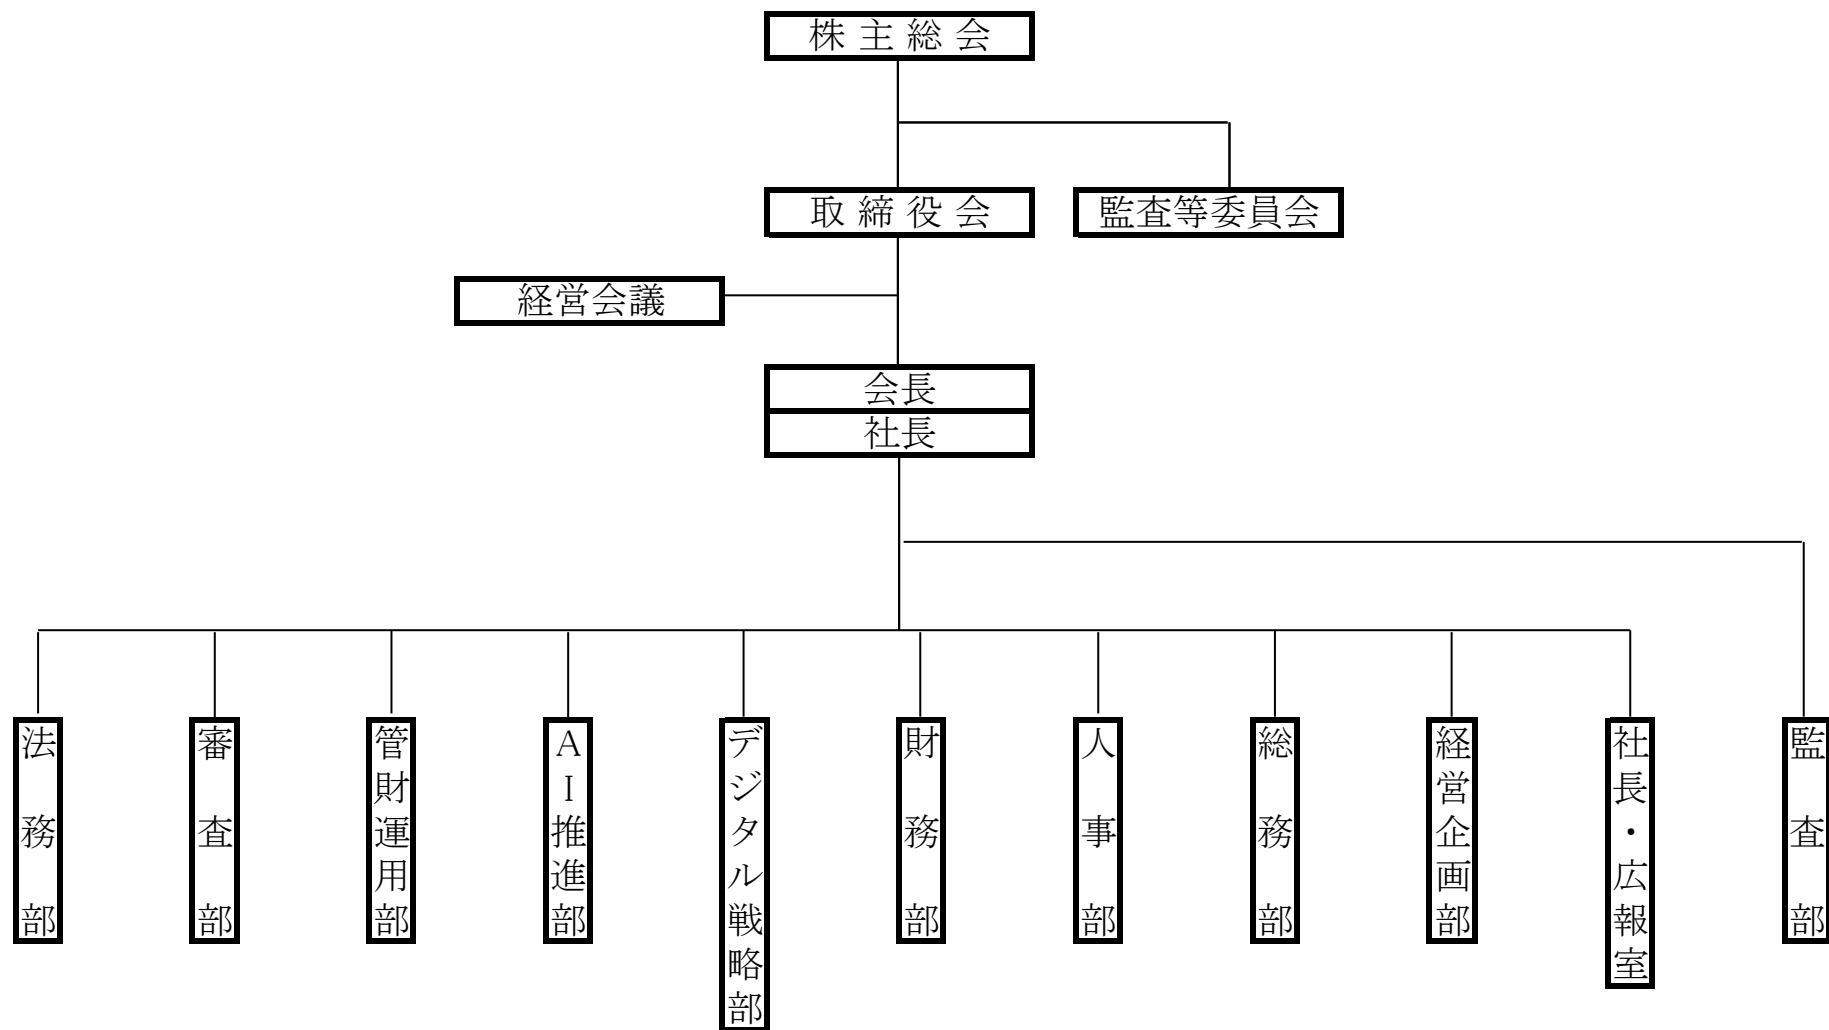 株 主 総 会
取 締 役 会
監査等委員会
経営会議
会長
社長
法務部
審査部
管財運用部
ＡＩ推進部
デジタル戦略部
財務部
人事部
総務部
経営企画部
社長・広報室
監査部